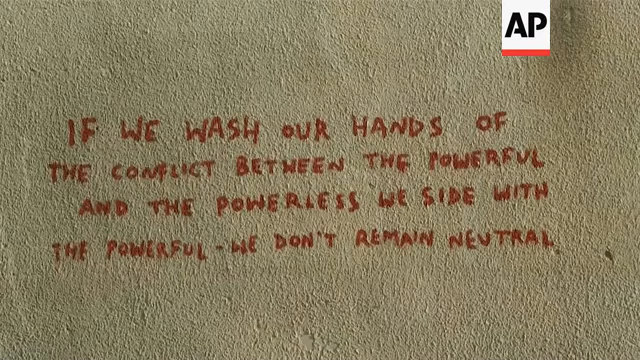 AP
IF WE WASH OUR HANDS OF
THE CONFLICT BETWEEN THE POWERFUL
AND THE POWERLESS WE SIDE WITH
THE POWERFUL - WE DON'T REMAIN NEUTRAL